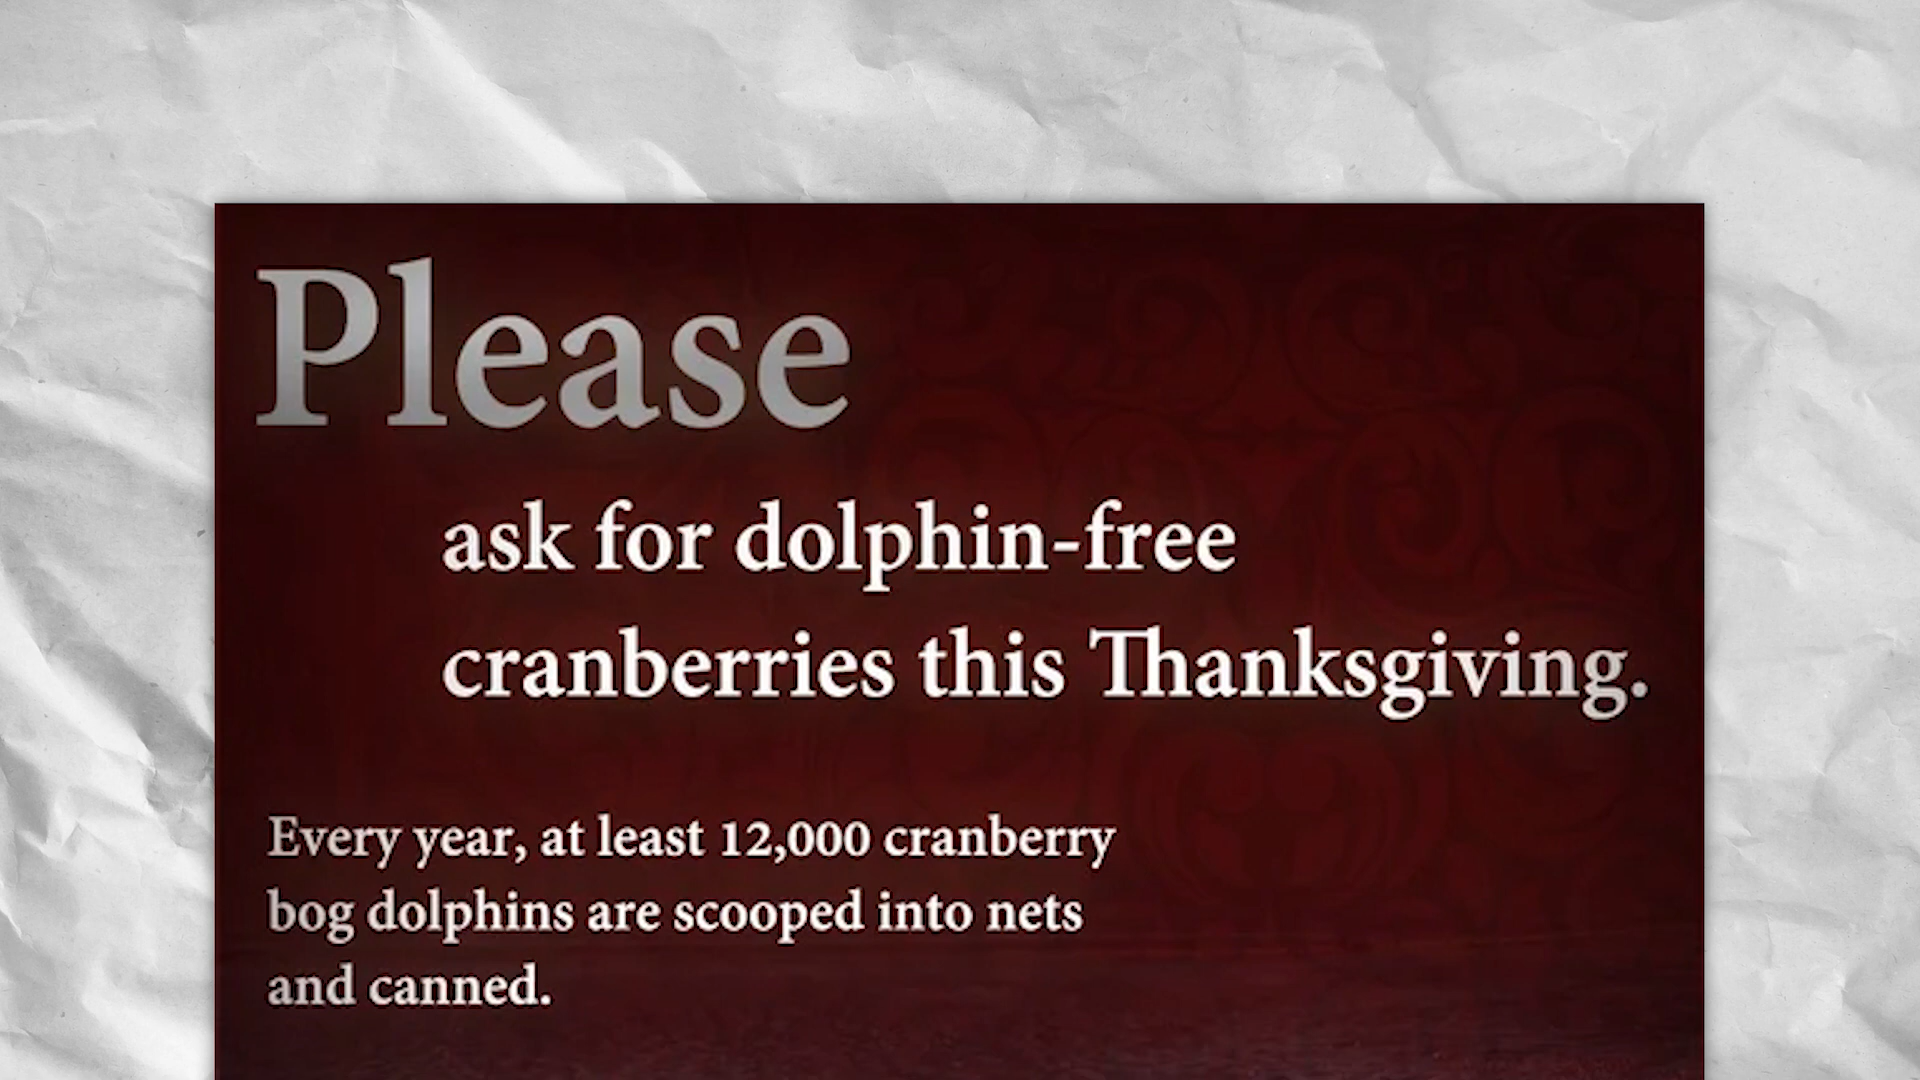 Please
ask for dolphin-free
cranberries this Thanksgiving.
Every year, at least 12,000 cranberry
bog dolphins are scooped into nets
and canned.